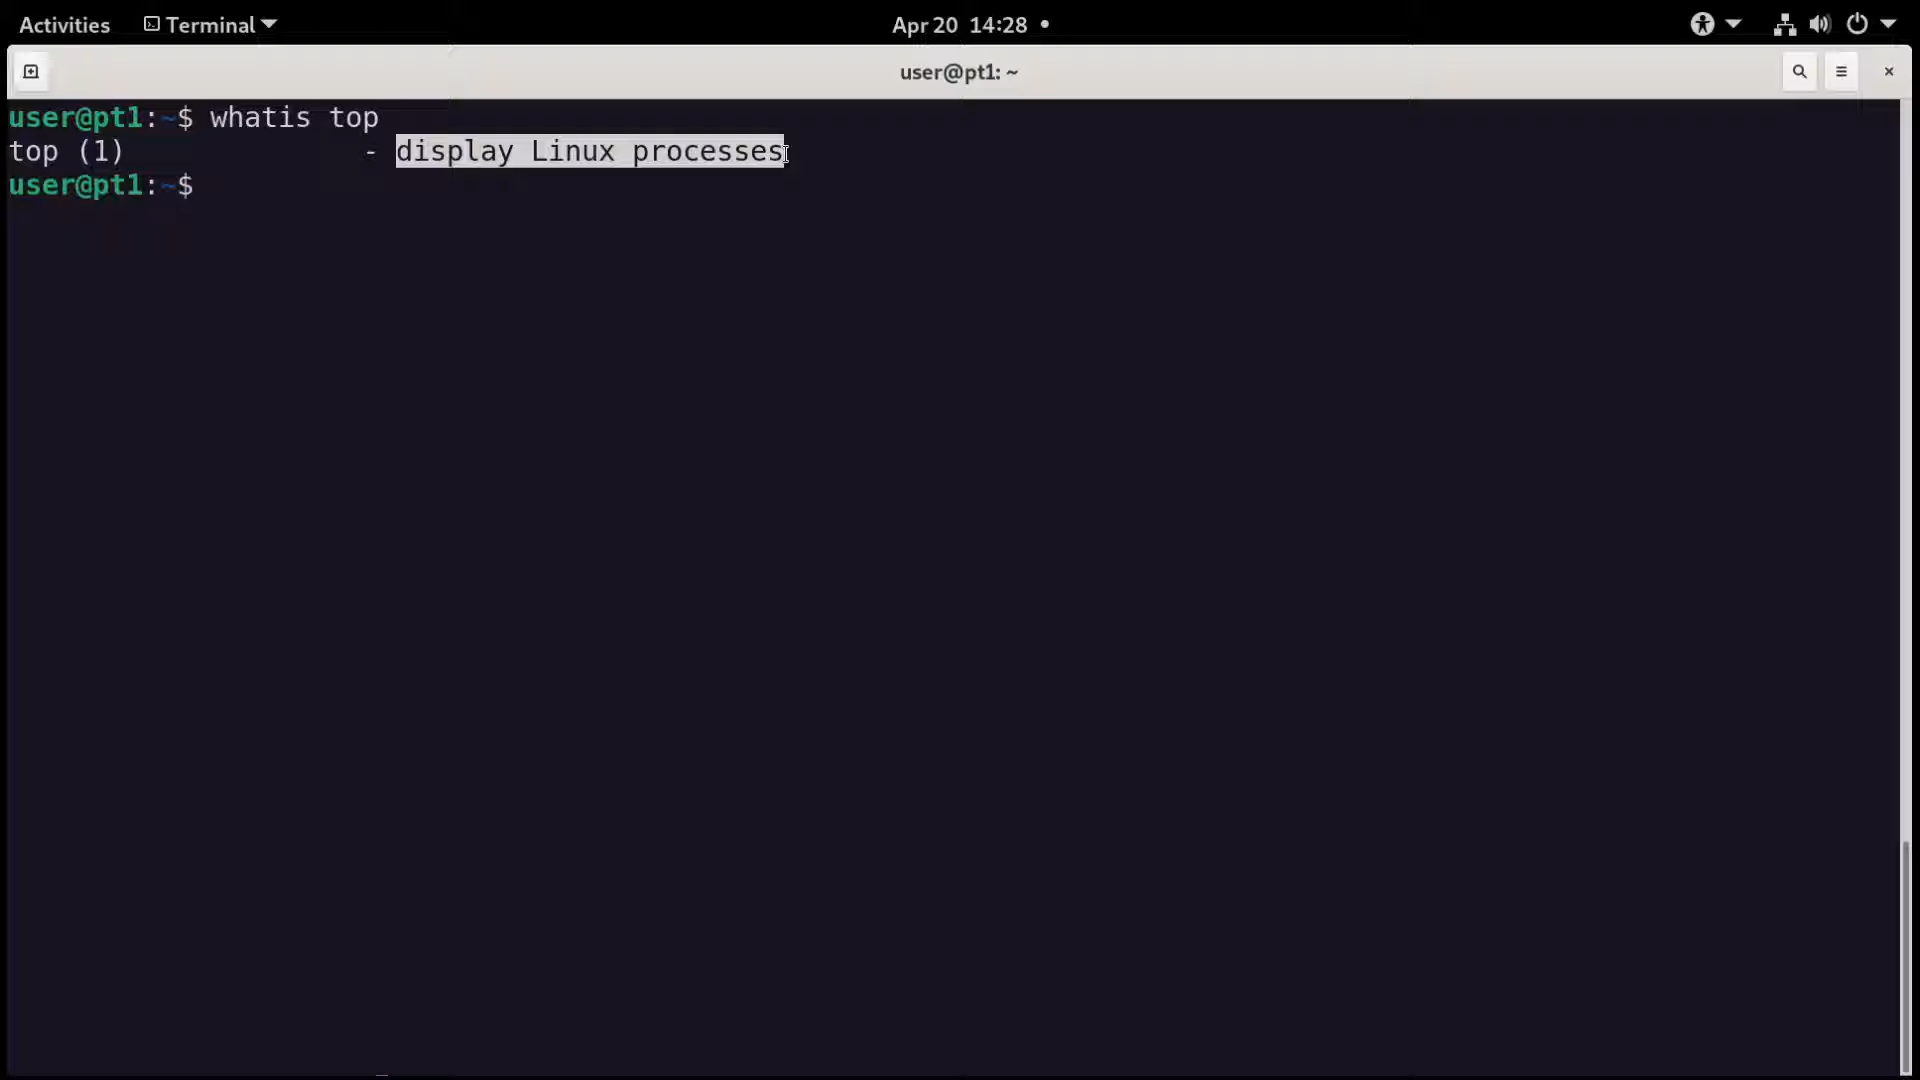 Activities Terminal Apr 20 14:28
user@pt1: ~
user@pt1:~$ whatis top
top (1)              - display Linux processes
user@pt1:~$